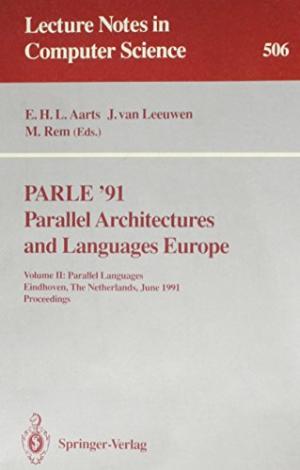 Lecture Notes in
Computer Science
506
E. H. L. Aarts J. van Leeuwen
M. Rem (Eds.)
PARLE '91
Parallel Architectures
and Languages Europe
Volume II: Parallel Languages
Eindhoven, The Netherlands, June 1991
Proceedings
Springer-Verlag